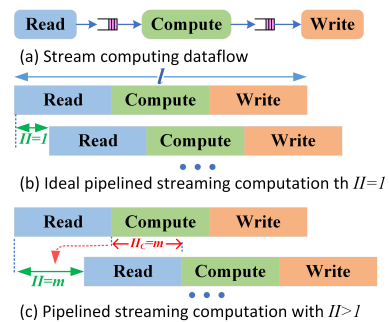 Read Compute Write
(a) Stream computing dataflow
l
Read Compute Write
II=1
Read Compute Write
(b) Ideal pipelined streaming computation th II=1
Read Compute Write
II_C=m
II=m
Read Compute Write
(c) Pipelined streaming computation with II>1